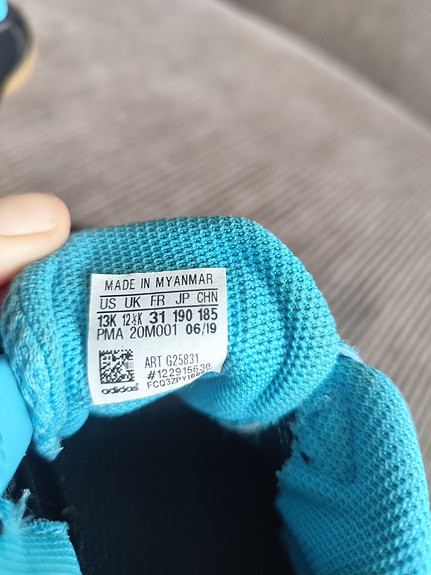 MADE IN MYANMAR
US UK FR JP CHN
13K 12½K 31 190 185
PMA 20M001 06/19
ART G25831
#122915630
adidas